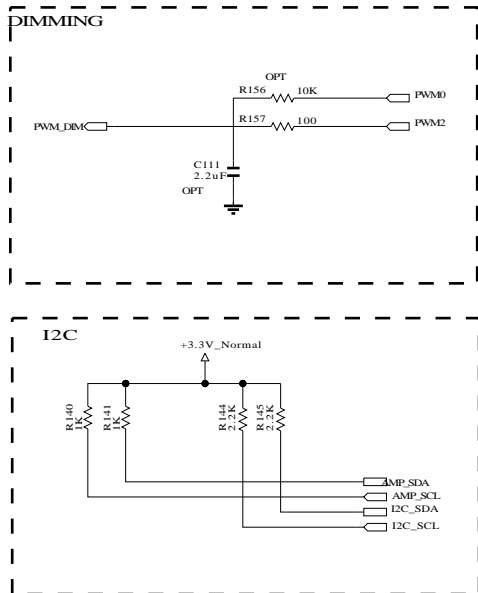 DIMMING
OPT
R156 10K PWM0
PWM_DIM R157 100 PWM2
C111
2.2uF
OPT
I2C
+3.3V_Normal
R140 1K R141 1K R144 2.2K R145 2.2K
AMP_SDA
AMP_SCL
I2C_SDA
I2C_SCL